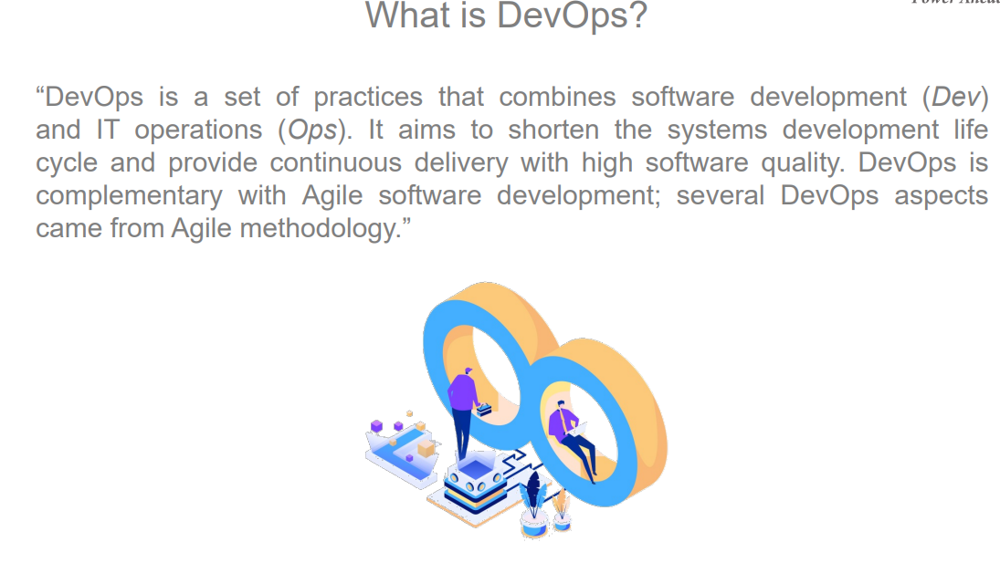 What is DevOps?
“DevOps is a set of practices that combines software development (Dev)
and IT operations (Ops). It aims to shorten the systems development life
cycle and provide continuous delivery with high software quality. DevOps is
complementary with Agile software development; several DevOps aspects
came from Agile methodology.”